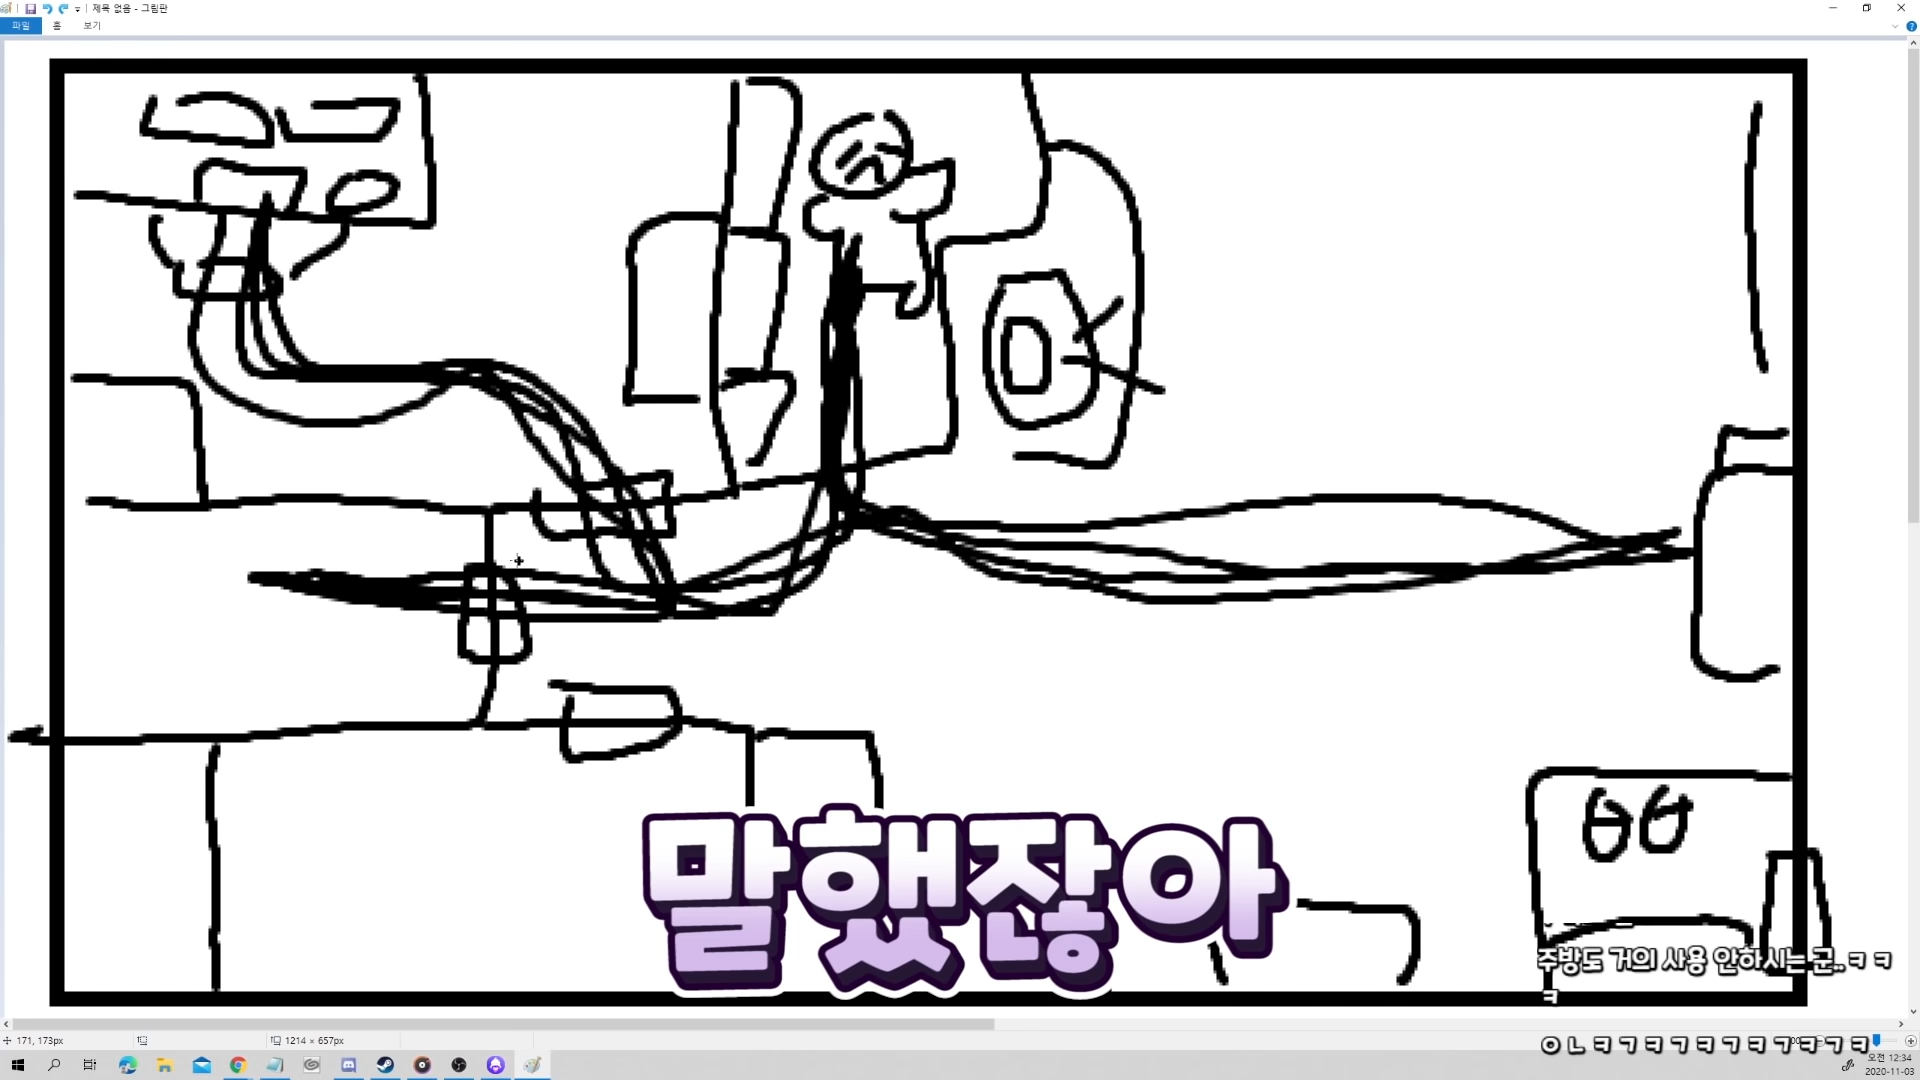 제목 없음 - 그림판
파일 홈 보기
말했잖아
주방도 거의 사용 안하시는 군..ㅋㅋ
ㅋ
171, 173px
1214 × 657px
ㅇㄴㅋㄱㅋㄱㅋㄱㅋㄱㅋㄱㅋ
오전 12:34
2020-11-03